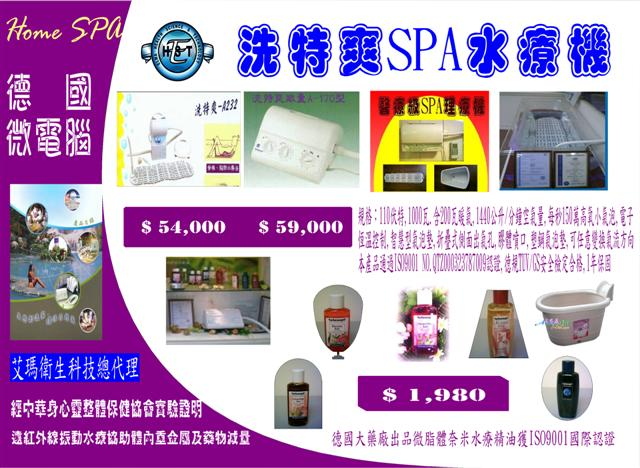 Home SPA
HET
洗特爽SPA水療機
德國
微電腦
洗特爽-A232
洗特爽敏量A-170型
醫療級SPA理療機
$ 54,000
$ 59,000
規格：110伏特,1000瓦,含200瓦暖氣,1440公升/分鐘空氣量,每秒150萬高氧小氣泡,電子
恆溫控制,智慧型氣泡墊,折疊式側面出氣孔,膠體噴口,塑鋼氣泡墊,可任意變換氣流方向
本產品通過ISO9001 NO.QT2000323787009認證,德規TUV/GS安全檢定合格,1年保固
艾瑪衛生科技總代理
經中華身心靈整體保健協會實驗證明
遠紅外線振動水療協助體內重金屬及藥物減量
$ 1,980
德國大藥廠出品微脂體奈米水療精油獲ISO9001國際認證